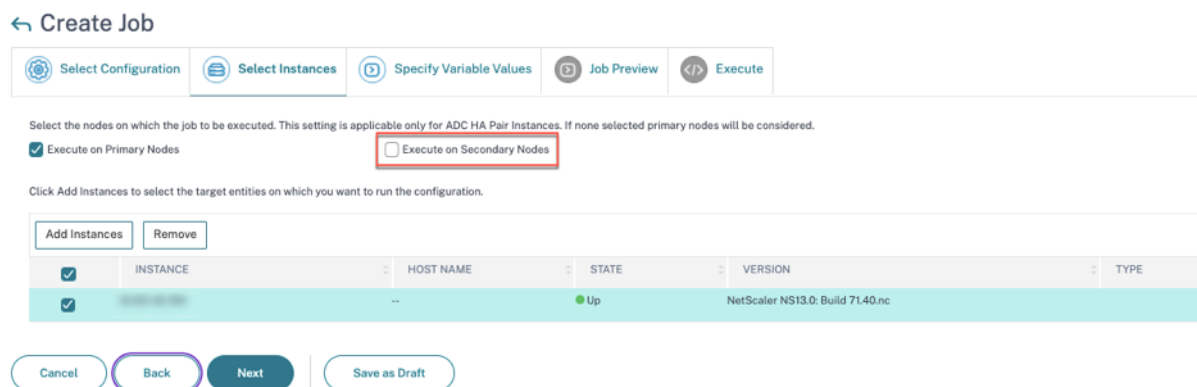 Create Job
Select Configuration Select Instances Specify Variable Values Job Preview Execute
Select the nodes on which the job to be executed. This setting is applicable only for ADC HA Pair Instances. If none selected primary nodes will be considered.
Execute on Primary Nodes Execute on Secondary Nodes
Click Add Instances to select the target entities on which you want to run the configuration.
Add Instances Remove
INSTANCE HOST NAME STATE VERSION TYPE
-- Up NetScaler NS13.0: Build 71.40.nc
Cancel Back Next Save as Draft